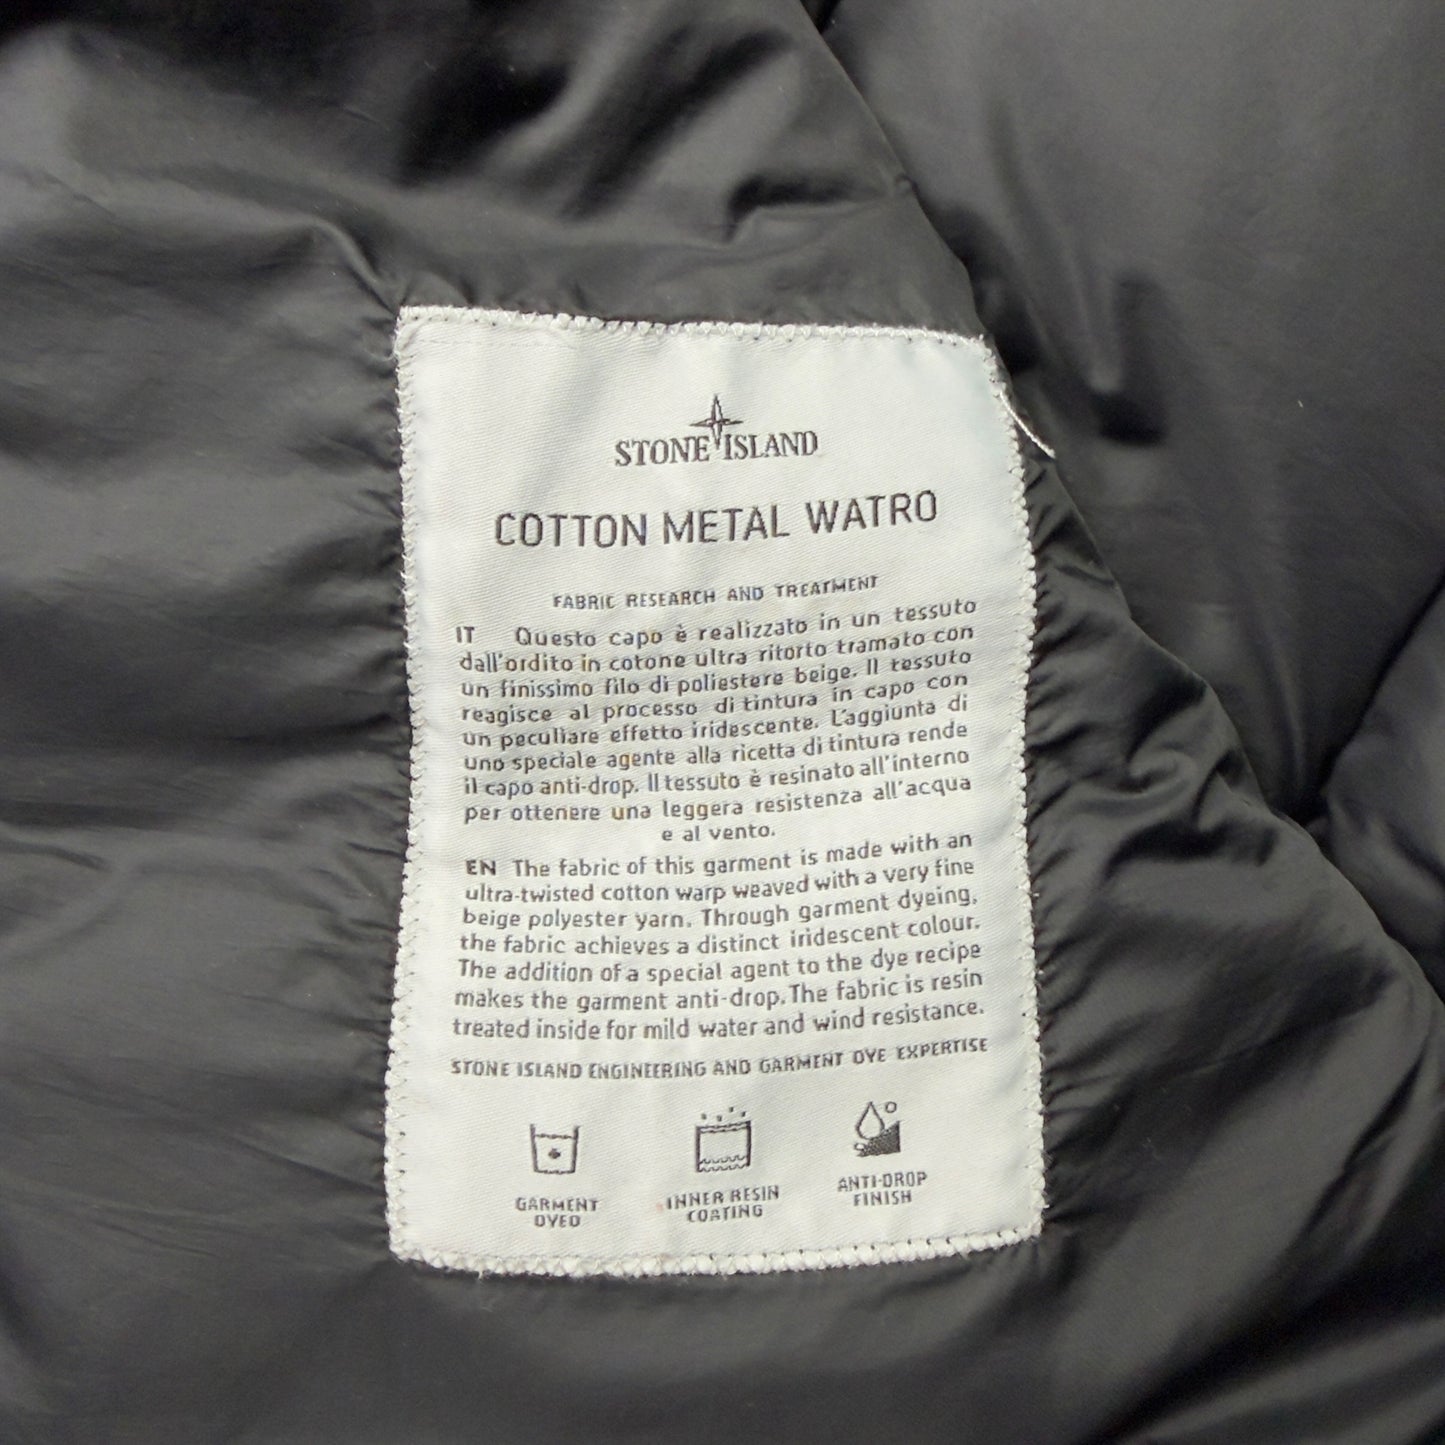 STONE ISLAND
COTTON METAL WATRO
FABRIC RESEARCH AND TREATMENT
IT Questo capo è realizzato in un tessuto
dall'ordito in cotone ultra ritorto tramato con
un finissimo filo di poliestere beige. Il tessuto
reagisce al processo di tintura in capo con
un peculiare effetto iridescente. L'aggiunta di
uno speciale agente alla ricetta di tintura rende
il capo anti-drop. Il tessuto è resinato all'interno
per ottenere una leggera resistenza all'acqua
e al vento.
EN The fabric of this garment is made with an
ultra-twisted cotton warp weaved with a very fine
beige polyester yarn. Through garment dyeing,
the fabric achieves a distinct iridescent colour.
The addition of a special agent to the dye recipe
makes the garment anti-drop. The fabric is resin
treated inside for mild water and wind resistance.
STONE ISLAND ENGINEERING AND GARMENT DYE EXPERTISE
GARMENT
DYED
INNER RESIN
COATING
ANTI-DROP
FINISH